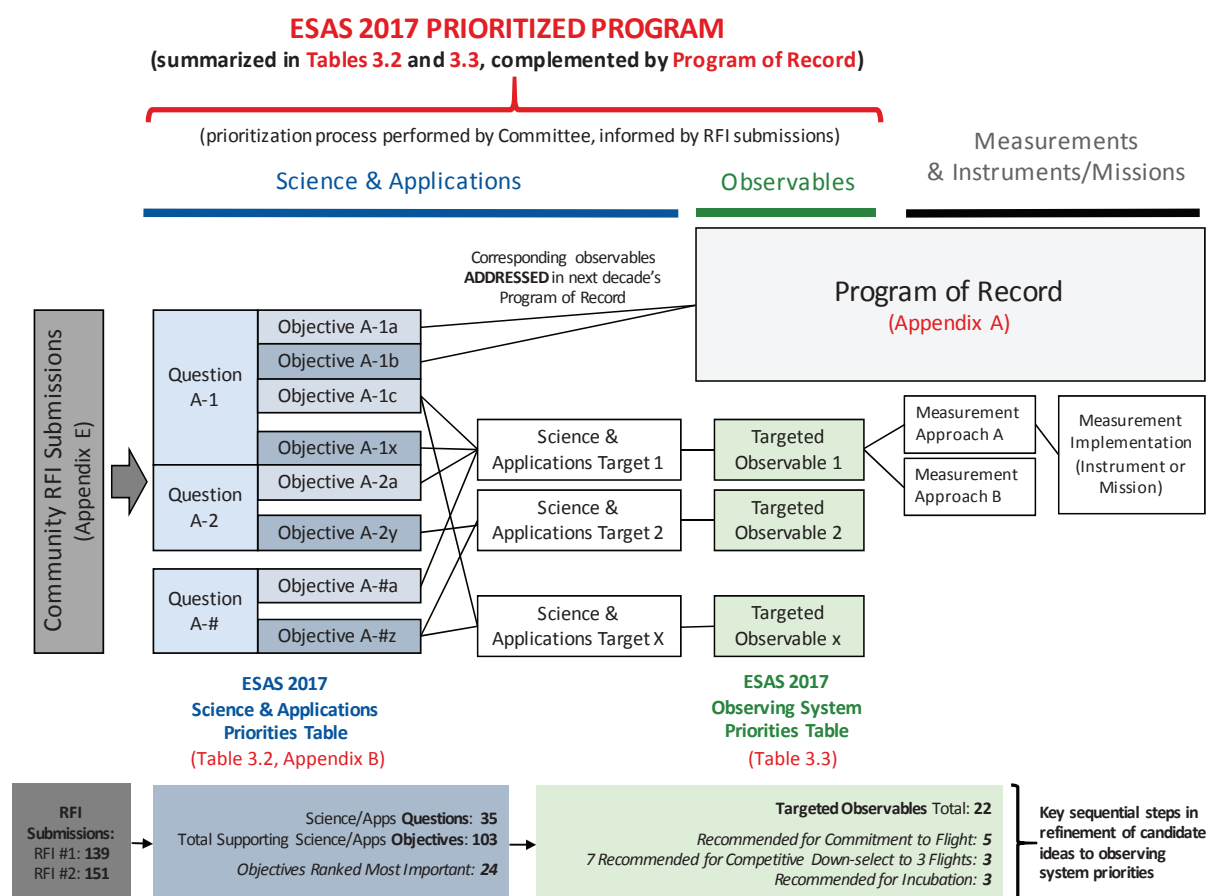 ESAS 2017 PRIORITIZED PROGRAM
(summarized in Tables 3.2 and 3.3, complemented by Program of Record)
(prioritization process performed by Committee, informed by RFI submissions)
Science & Applications
Observables
Measurements
& Instruments/Missions
Corresponding observables
ADDRESSED in next decade's
Program of Record
Program of Record
(Appendix A)
Community RFI Submissions
(Appendix E)
Question
A-1
Objective A-1a
Objective A-1b
Objective A-1c
Objective A-1x
Question
A-2
Objective A-2a
Objective A-2y
Question
A-#
Objective A-#a
Objective A-#z
Science &
Applications Target 1
Science &
Applications Target 2
Science &
Applications Target X
Targeted
Observable 1
Targeted
Observable 2
Targeted
Observable x
Measurement
Approach A
Measurement
Approach B
Measurement
Implementation
(Instrument or
Mission)
ESAS 2017
Science & Applications
Priorities Table
(Table 3.2, Appendix B)
ESAS 2017
Observing System
Priorities Table
(Table 3.3)
RFI
Submissions:
RFI #1: 139
RFI #2: 151
Science/Apps Questions: 35
Total Supporting Science/Apps Objectives: 103
Objectives Ranked Most Important: 24
Targeted Observables Total: 22
Recommended for Commitment to Flight: 5
7 Recommended for Competitive Down-select to 3 Flights: 3
Recommended for Incubation: 3
Key sequential steps in
refinement of candidate
ideas to observing
system priorities